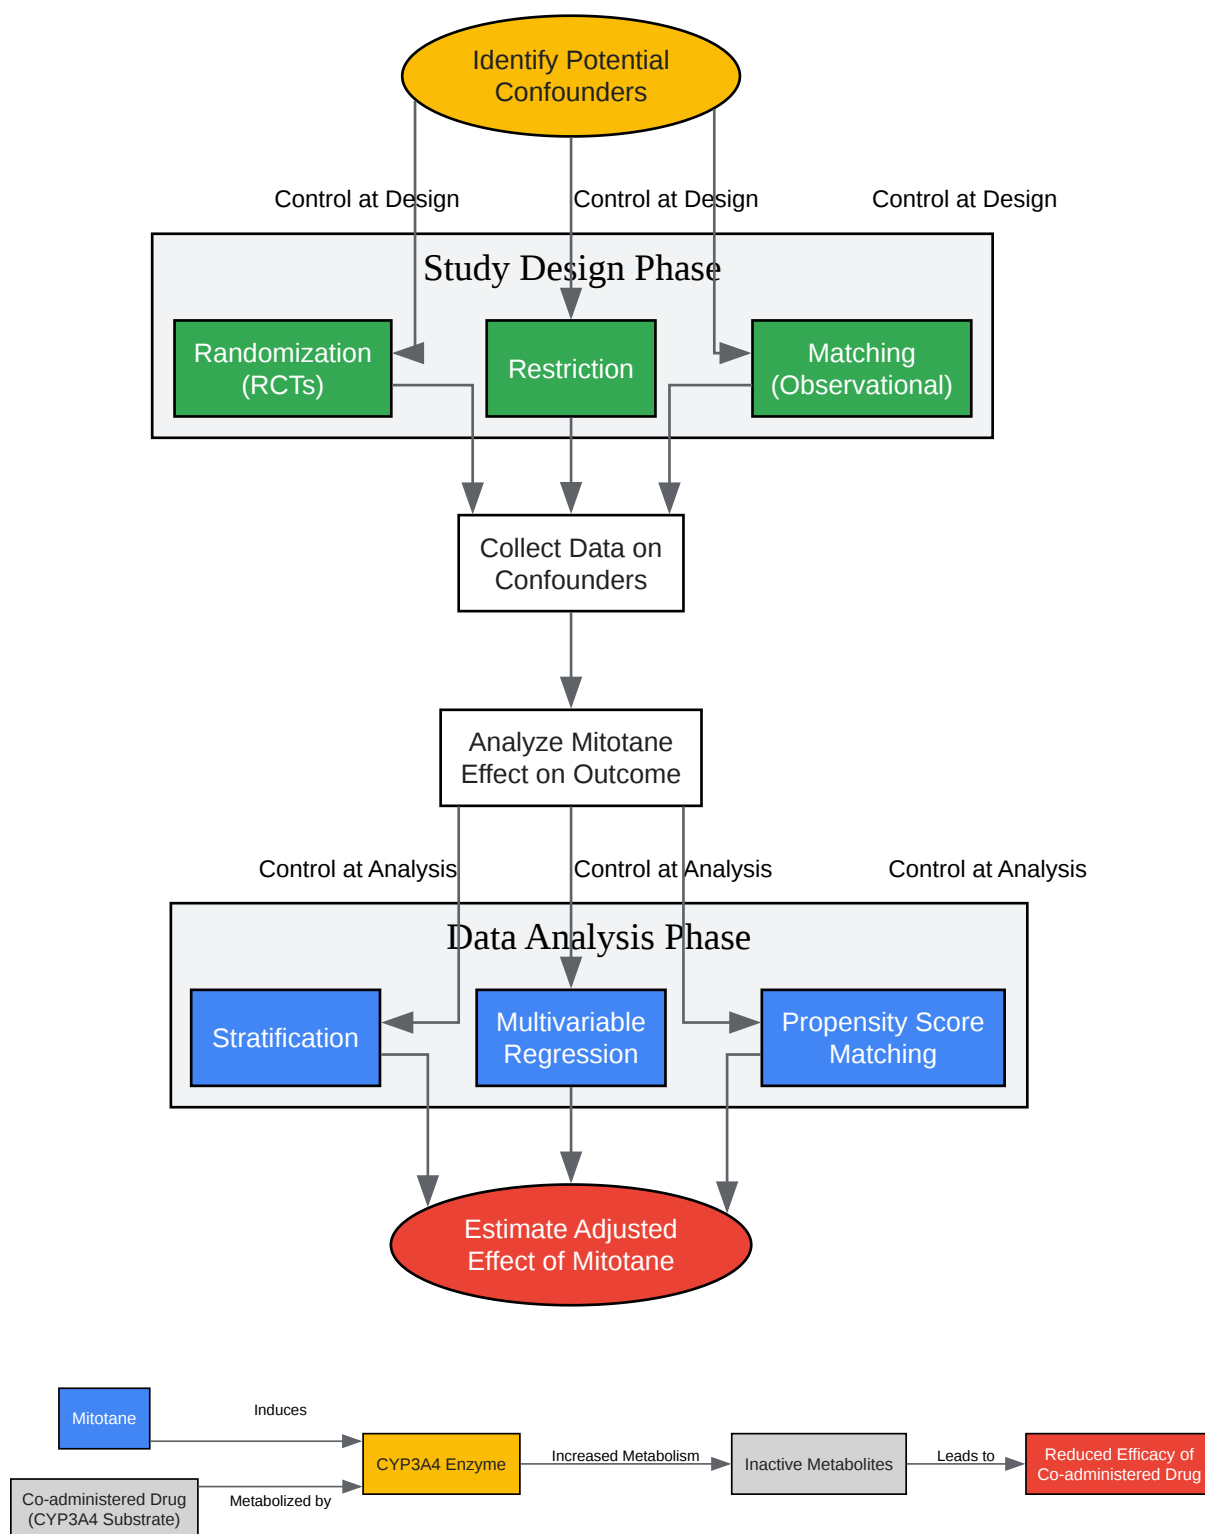 Identify Potential
Confounders
Control at Design
Control at Design
Control at Design
Study Design Phase
Randomization
(RCTs)
Restriction
Matching
(Observational)
Collect Data on
Confounders
Analyze Mitotane
Effect on Outcome
Control at Analysis
Control at Analysis
Control at Analysis
Data Analysis Phase
Stratification
Multivariable
Regression
Propensity Score
Matching
Estimate Adjusted
Effect of Mitotane
Mitotane
Induces
Co-administered Drug
(CYP3A4 Substrate)
Metabolized by
CYP3A4 Enzyme
Increased Metabolism
Inactive Metabolites
Leads to
Reduced Efficacy of
Co-administered Drug